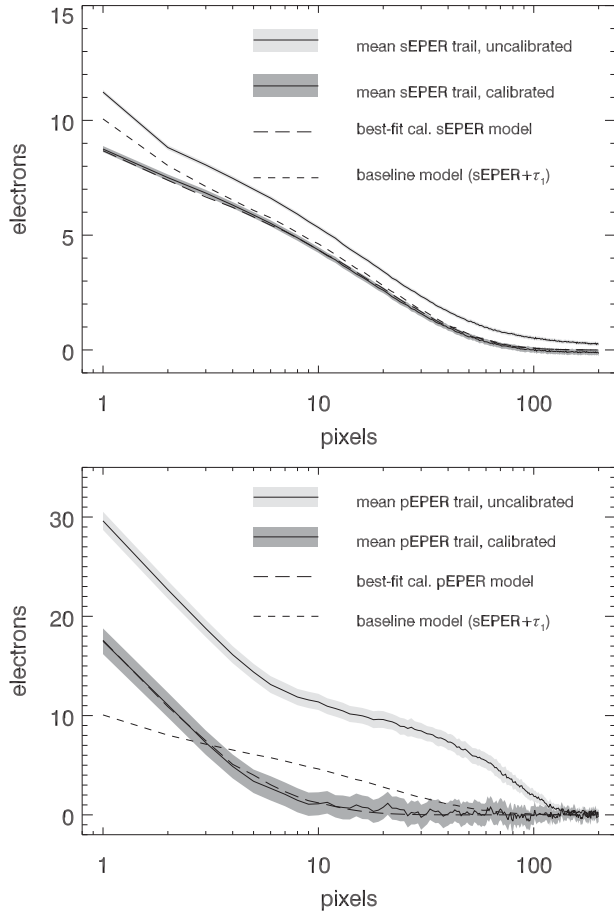 15
10
5
0
electrons
mean sEPER trail, uncalibrated
mean sEPER trail, calibrated
best-fit cal. sEPER model
baseline model (sEPER+τ₁)
1
10
100
pixels
30
20
10
0
electrons
mean pEPER trail, uncalibrated
mean pEPER trail, calibrated
best-fit cal. pEPER model
baseline model (sEPER+τ₁)
1
10
100
pixels